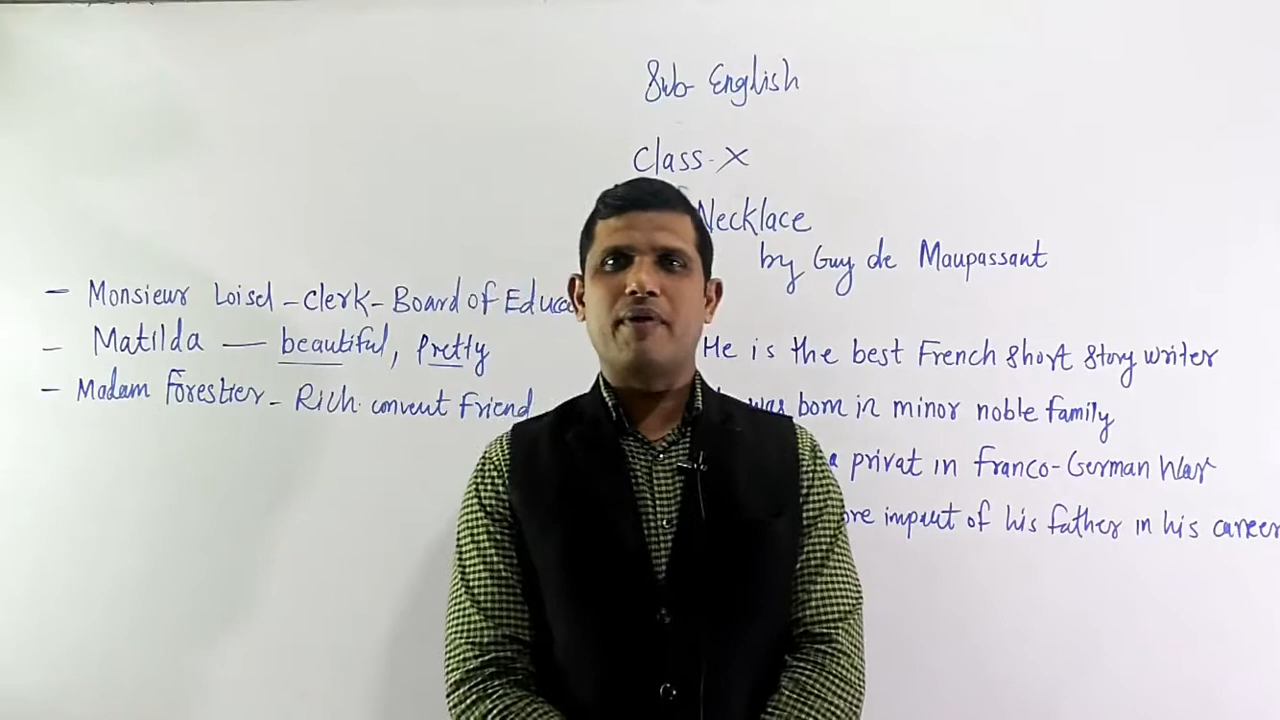 Sub- English
Class-X
Necklace
by Guy de Maupassant
- Monsieur Loisel - clerk - Board of Educa
- Matilda - beautiful, Pretty
- Madam Forestier - Rich convent Friend
He is the best French short story writer
was born in minor noble family
a privat in Franco-German War
ore impact of his father in his career